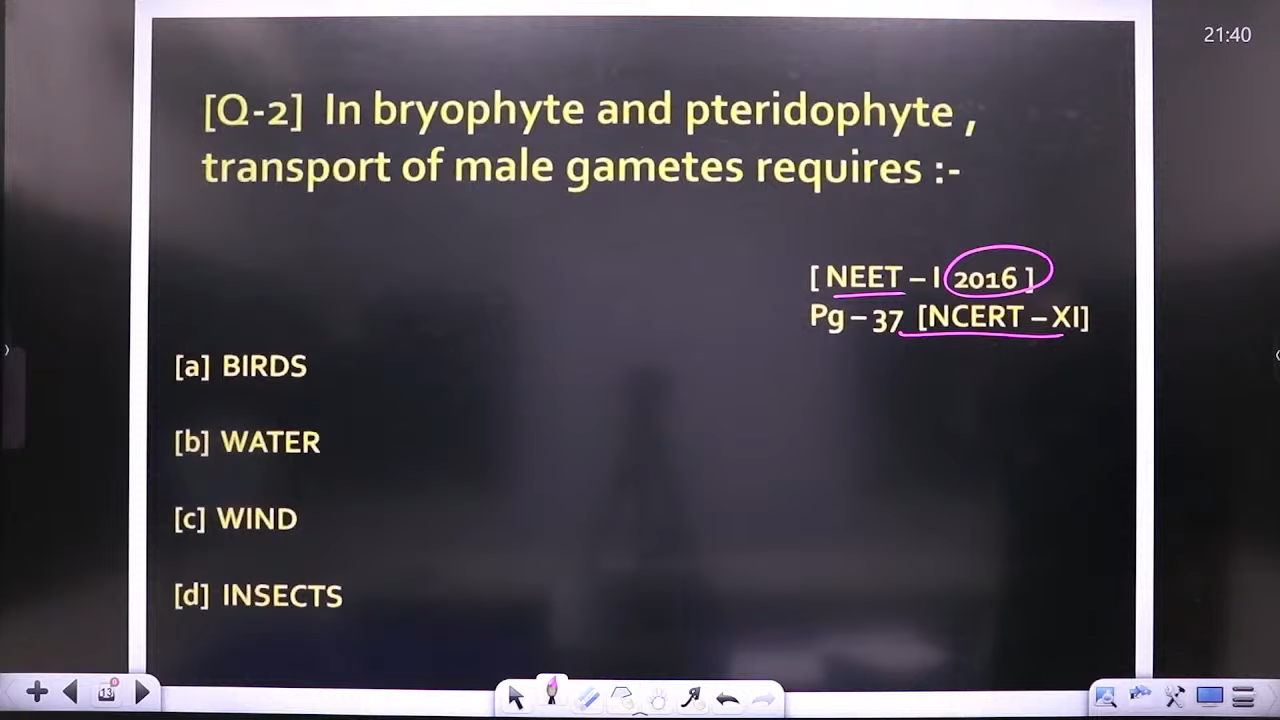 21:40
[Q-2] In bryophyte and pteridophyte ,
transport of male gametes requires :-
[ NEET – I 2016 ]
Pg – 37 [NCERT – XI]
[a] BIRDS
[b] WATER
[c] WIND
[d] INSECTS
13